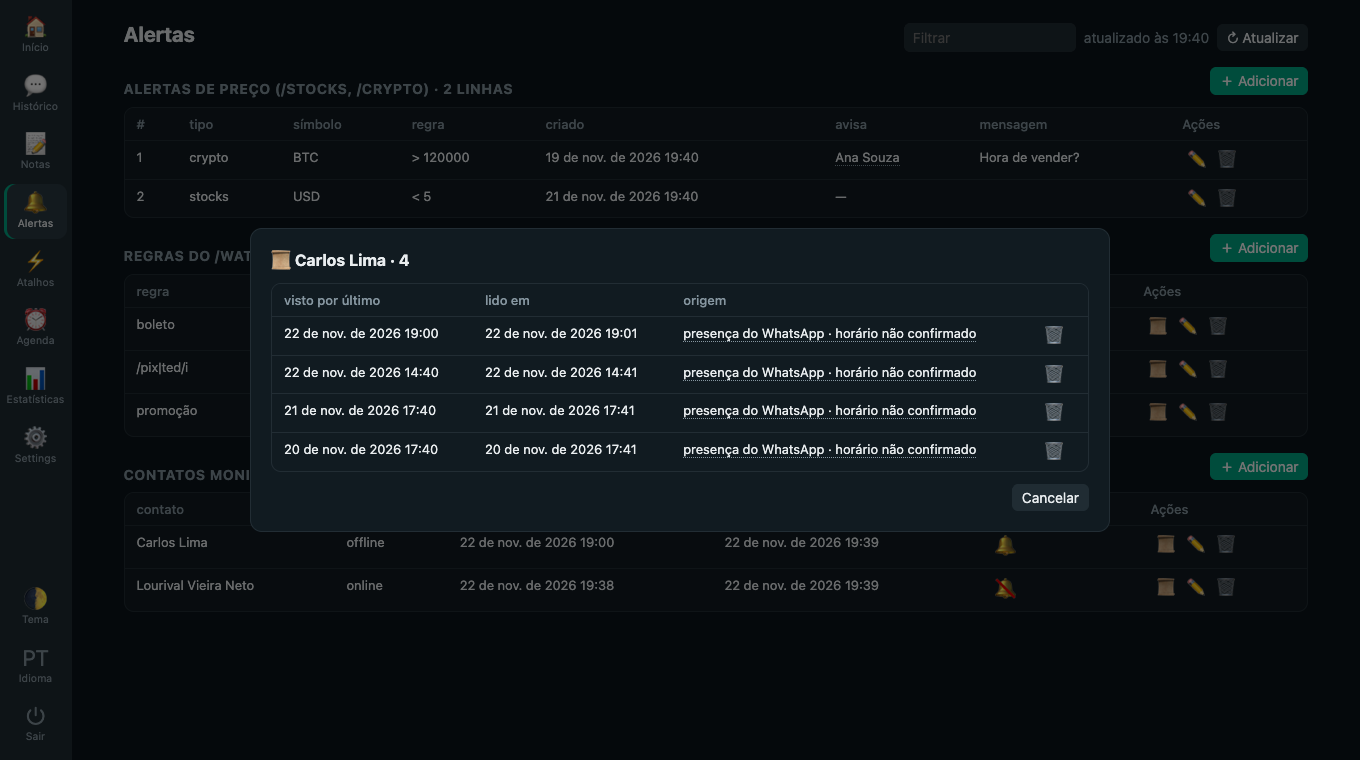 Início
Histórico
Notas
Alertas
Atalhos
Agenda
Estatísticas
Settings
Tema
PT
Idioma
Sair
Alertas
Filtrar
atualizado às 19:40
↻ Atualizar
ALERTAS DE PREÇO (/STOCKS, /CRYPTO) · 2 LINHAS
+ Adicionar
# tipo símbolo regra criado avisa mensagem Ações
1 crypto BTC > 120000 19 de nov. de 2026 19:40 Ana Souza Hora de vender?
2 stocks USD < 5 21 de nov. de 2026 19:40 —
REGRAS DO /WAT
+ Adicionar
regra Ações
boleto
/pix|ted/i
promoção
Carlos Lima · 4
visto por último lido em origem
22 de nov. de 2026 19:00 22 de nov. de 2026 19:01 presença do WhatsApp · horário não confirmado
22 de nov. de 2026 14:40 22 de nov. de 2026 14:41 presença do WhatsApp · horário não confirmado
21 de nov. de 2026 17:40 21 de nov. de 2026 17:41 presença do WhatsApp · horário não confirmado
20 de nov. de 2026 17:40 20 de nov. de 2026 17:41 presença do WhatsApp · horário não confirmado
Cancelar
CONTATOS MONI
+ Adicionar
contato Ações
Carlos Lima offline 22 de nov. de 2026 19:00 22 de nov. de 2026 19:39
Lourival Vieira Neto online 22 de nov. de 2026 19:38 22 de nov. de 2026 19:39